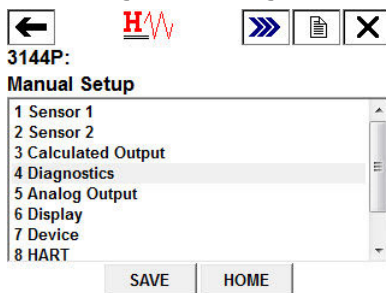 H
3144P:
Manual Setup
1 Sensor 1
2 Sensor 2
3 Calculated Output
4 Diagnostics
5 Analog Output
6 Display
7 Device
8 HART
SAVE HOME